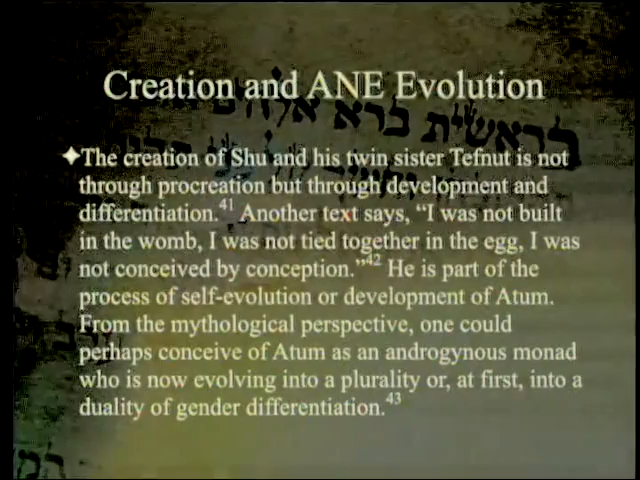 בראשית ברא אלהים
Creation and ANE Evolution
✦The creation of Shu and his twin sister Tefnut is not
through procreation but through development and
differentiation.41 Another text says, “I was not built
in the womb, I was not tied together in the egg, I was
not conceived by conception.”42 He is part of the
process of self-evolution or development of Atum.
From the mythological perspective, one could
perhaps conceive of Atum as an androgynous monad
who is now evolving into a plurality or, at first, into a
duality of gender differentiation.43